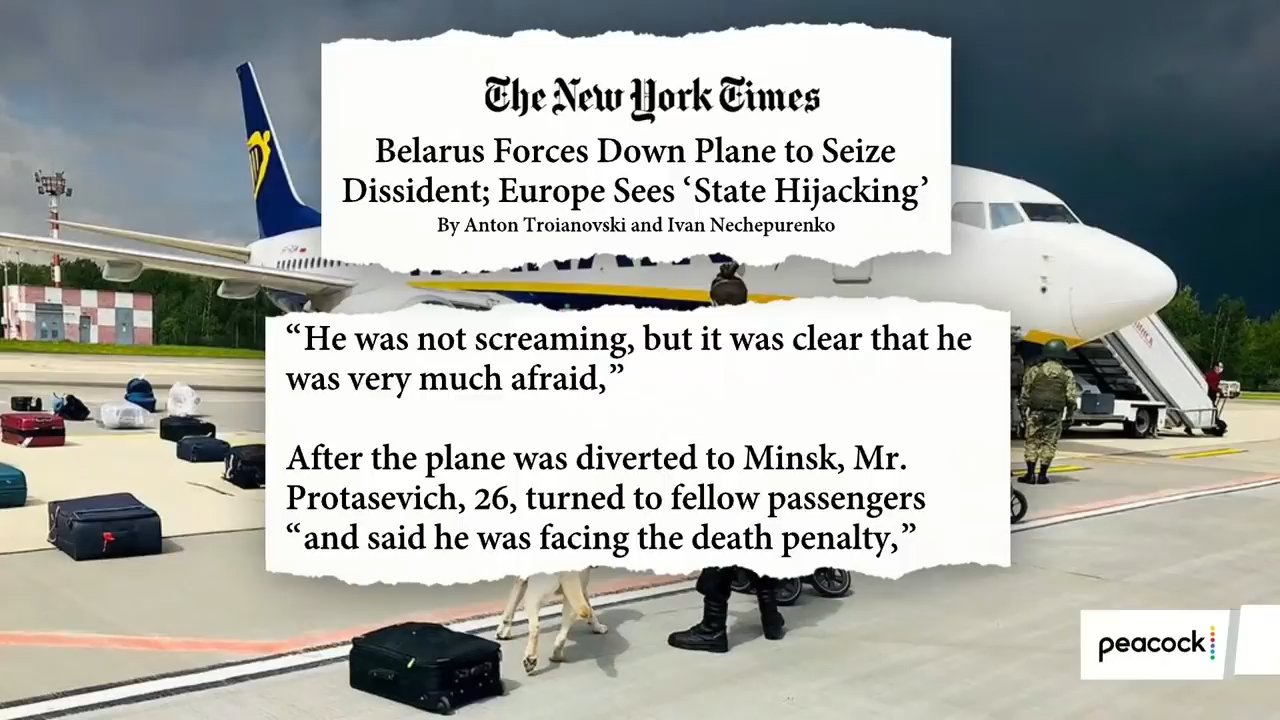 The New York Times
Belarus Forces Down Plane to Seize
Dissident; Europe Sees ‘State Hijacking’
By Anton Troianovski and Ivan Nechepurenko
“He was not screaming, but it was clear that he
was very much afraid,”
After the plane was diverted to Minsk, Mr.
Protasevich, 26, turned to fellow passengers
“and said he was facing the death penalty,”
peacock